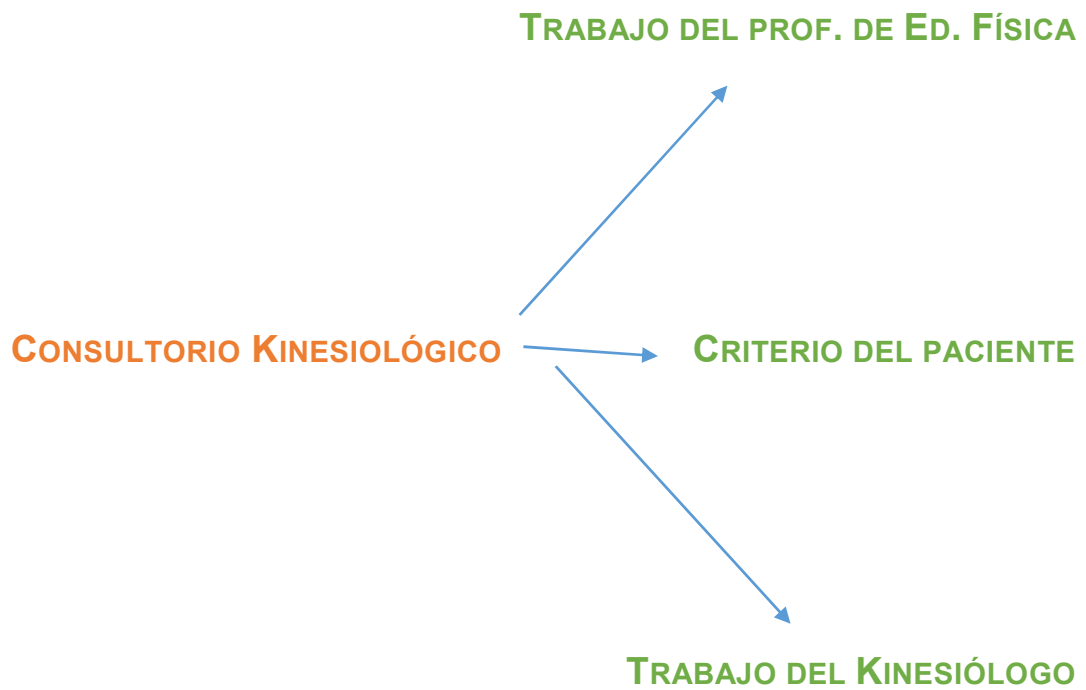 TRABAJO DEL PROF. DE ED. FÍSICA
CONSULTORIO KINESIOLÓGICO
CRITERIO DEL PACIENTE
TRABAJO DEL KINESIÓLOGO